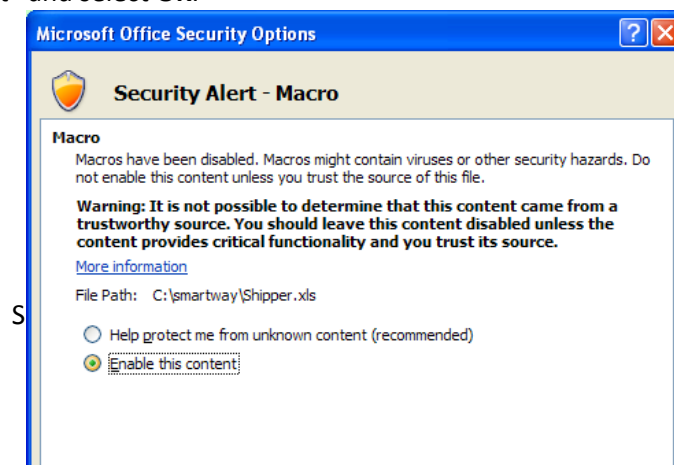 t" and select OK.
Microsoft Office Security Options
Security Alert - Macro
Macro
Macros have been disabled. Macros might contain viruses or other security hazards. Do
not enable this content unless you trust the source of this file.
Warning: It is not possible to determine that this content came from a
trustworthy source. You should leave this content disabled unless the
content provides critical functionality and you trust its source.
More information
File Path: C:\smartway\Shipper.xls
S
Help protect me from unknown content (recommended)
Enable this content